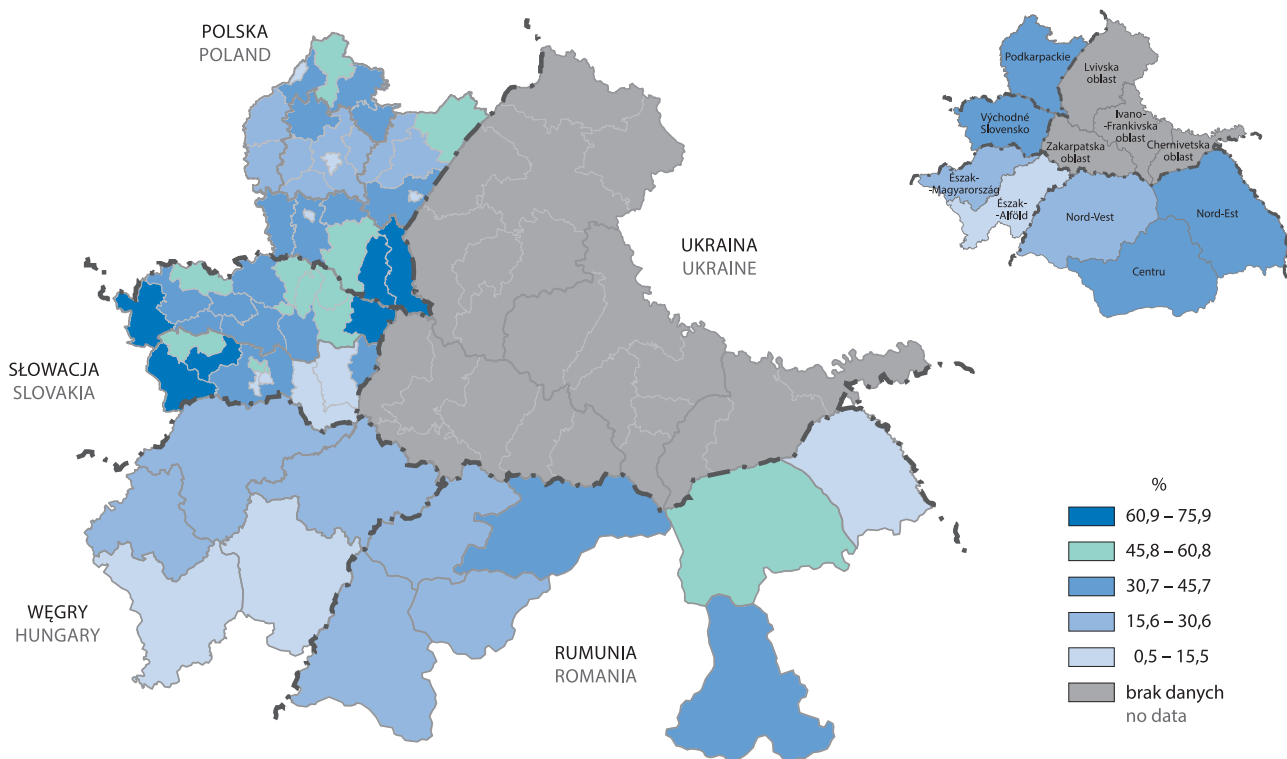 POLSKA
POLAND
UKRAINA
UKRAINE
SŁOWACJA
SLOVAKIA
WĘGRY
HUNGARY
RUMUNIA
ROMANIA
Podkarpackie
Lvivska
oblast
Východné
Slovensko
Ivano-
-Frankivska
oblast
Zakarpatska
oblast
Chernivetska
oblast
Észak-
-Magyarország
Észak-
-Alföld
Nord-Vest
Nord-Est
Centru
%
60,9 – 75,9
45,8 – 60,8
30,7 – 45,7
15,6 – 30,6
0,5 – 15,5
brak danych
no data